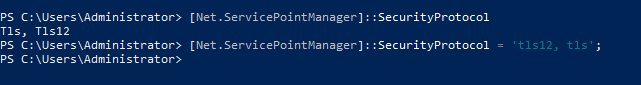 PS C:\Users\Administrator> [Net.ServicePointManager]::SecurityProtocol
Tls, Tls12
PS C:\Users\Administrator> [Net.ServicePointManager]::SecurityProtocol = 'tls12, tls';
PS C:\Users\Administrator>